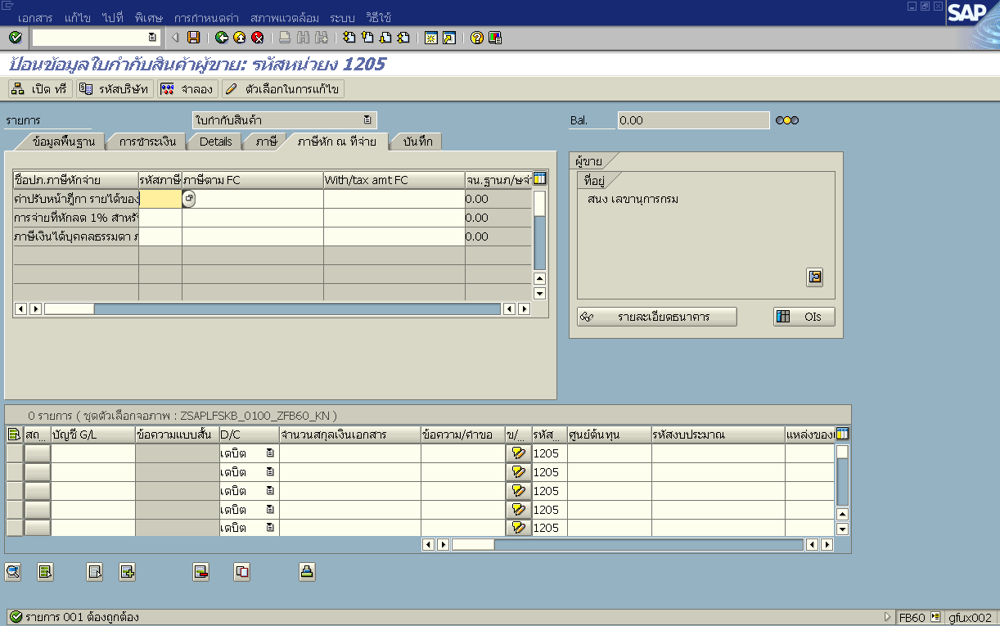 เอกสาร แก้ไข ไปที่ พิเศษ การกำหนดค่า สภาพแวดล้อม ระบบ วิธีใช้
SAP
ป้อนข้อมูลใบกำกับสินค้าผู้ขาย: รหัสหน่วยง 1205
เปิด ทรี รหัสบริษัท จำลอง ตัวเลือกในการแก้ไข
รายการ ใบกำกับสินค้า Bal. 0.00
ข้อมูลพื้นฐาน การชำระเงิน Details ภาษี ภาษีหัก ณ ที่จ่าย บันทึก
ผู้ขาย
ที่อยู่
สนง เลขานุการกรม
ชื่อปภ.ภาษีหักจ่าย รหัสภาษี ภาษีตาม FC With/tax amt FC จน.ฐานภ/ษจ่
ค่าปรับหน้าฎีกา รายได้ของ 0.00
การจ่ายที่หักลด 1% สำหรั 0.00
ภาษีเงินได้บุคคลธรรมดา ภ 0.00
รายละเอียดธนาคาร OIs
0 รายการ ( ชุดตัวเลือกจอภาพ : ZSAPLFSKB_0100_ZFB60_KN )
สถ... บัญชี G/L ข้อความแบบสั้น D/C จำนวนสกุลเงินเอกสาร ข้อความ/คำขอ ข/... รหัส... ศูนย์ต้นทุน รหัสงบประมาณ แหล่งของ
เดบิต 1205
เดบิต 1205
เดบิต 1205
เดบิต 1205
เดบิต 1205
รายการ 001 ต้องถูกต้อง FB60 gfux002